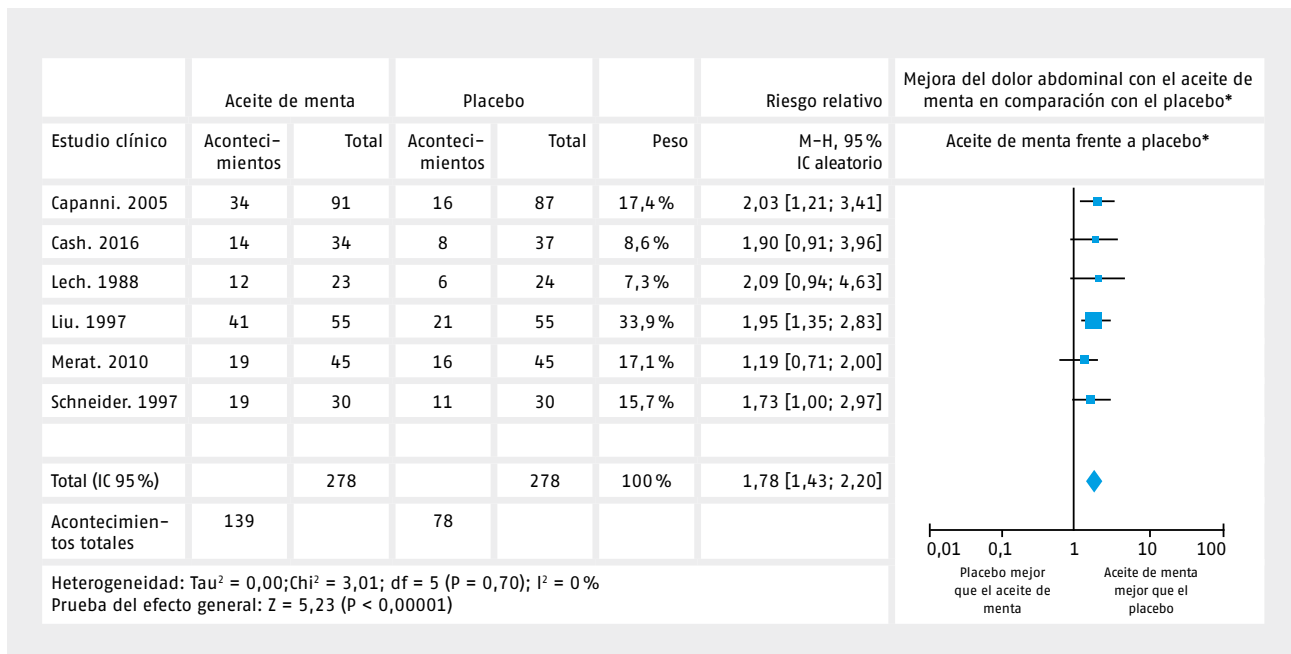 Aceite de menta Placebo Riesgo relativo Mejora del dolor abdominal con el aceite de
menta en comparación con el placebo*
Estudio clínico Aconteci- Total Aconteci- Total Peso M-H, 95% Aceite de menta frente a placebo*
mientos mientos IC aleatorio
Capanni. 2005 34 91 16 87 17,4% 2,03 [1,21; 3,41]
Cash. 2016 14 34 8 37 8,6% 1,90 [0,91; 3,96]
Lech. 1988 12 23 6 24 7,3% 2,09 [0,94; 4,63]
Liu. 1997 41 55 21 55 33,9% 1,95 [1,35; 2,83]
Merat. 2010 19 45 16 45 17,1% 1,19 [0,71; 2,00]
Schneider. 1997 19 30 11 30 15,7% 1,73 [1,00; 2,97]
Total (IC 95%) 278 278 100% 1,78 [1,43; 2,20]
Acontecimien- 139 78
tos totales
Heterogeneidad: Tau² = 0,00;Chi² = 3,01; df = 5 (P = 0,70); I² = 0%
Prueba del efecto general: Z = 5,23 (P < 0,00001)
0,01 0,1 1 10 100
Placebo mejor Aceite de menta
que el aceite de mejor que el
menta placebo